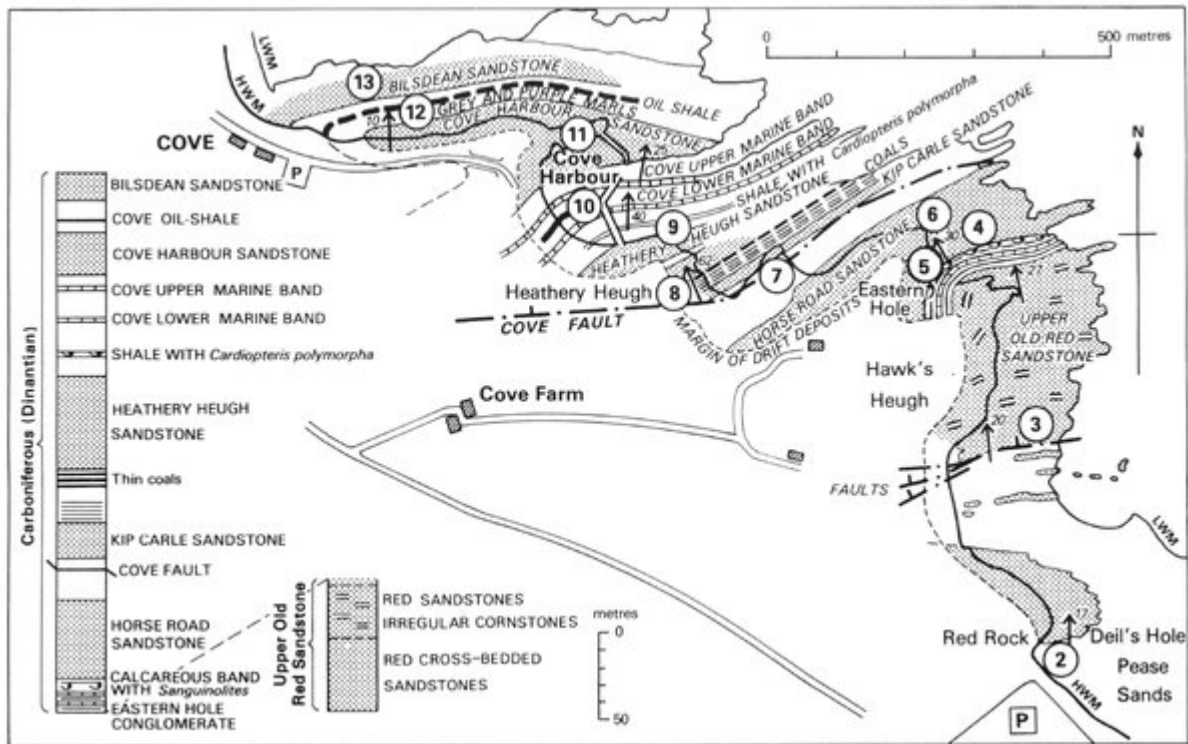 0 500 metres
LWM
HWM
13
BILSDEAN SANDSTONE
12
GREY AND PURPLE MARLS
OIL SHALE
COVE HARBOUR SANDSTONE
11
COVE
P
Cove
Harbour
25
COVE UPPER MARINE BAND
COVE LOWER MARINE BAND
SHALE WITH Cardiopteris polymorpha
COALS
KIP CARLE SANDSTONE
10
40
9
HEATHERY HEUGH SANDSTONE
N
6
4
5
7
8
Heathery Heugh
COVE FAULT
MARGIN OF DRIFT DEPOSITS
HORSE ROAD SANDSTONE
Eastern
Hole
21
UPPER
OLD RED
SANDSTONE
Hawk's
Heugh
20
3
FAULTS
LWM
Cove Farm
Red Rock
17
Deil's Hole
2
Pease
Sands
HWM
P
Carboniferous (Dinantian)
BILSDEAN SANDSTONE
COVE OIL-SHALE
COVE HARBOUR SANDSTONE
COVE UPPER MARINE BAND
COVE LOWER MARINE BAND
SHALE WITH Cardiopteris polymorpha
HEATHERY HEUGH
SANDSTONE
Thin coals
KIP CARLE SANDSTONE
COVE FAULT
HORSE ROAD
SANDSTONE
CALCAREOUS BAND
WITH Sanguinolites
EASTERN HOLE
CONGLOMERATE
Upper Old
Red Sandstone
RED SANDSTONES
IRREGULAR CORNSTONES
RED CROSS-BEDDED
SANDSTONES
metres
0
50